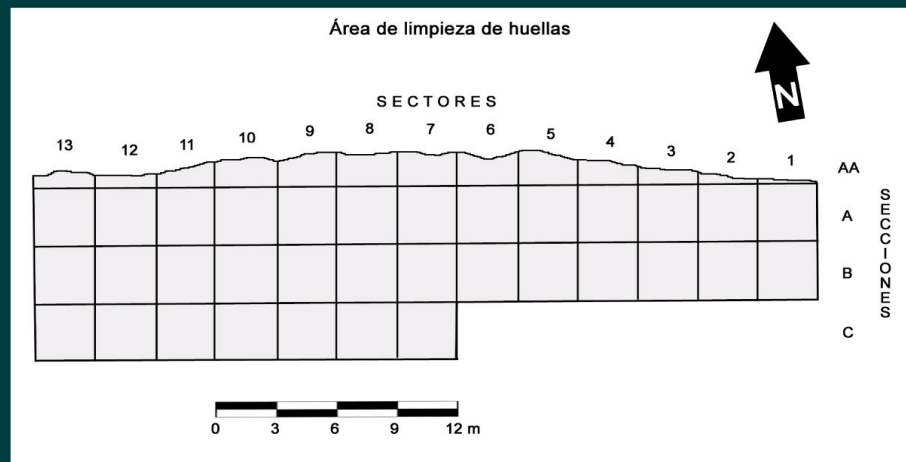 Área de limpieza de huellas
N
SECTORES
13 12 11 10 9 8 7 6 5 4 3 2 1
AA
A
B
C
SECCIONES
0 3 6 9 12 m